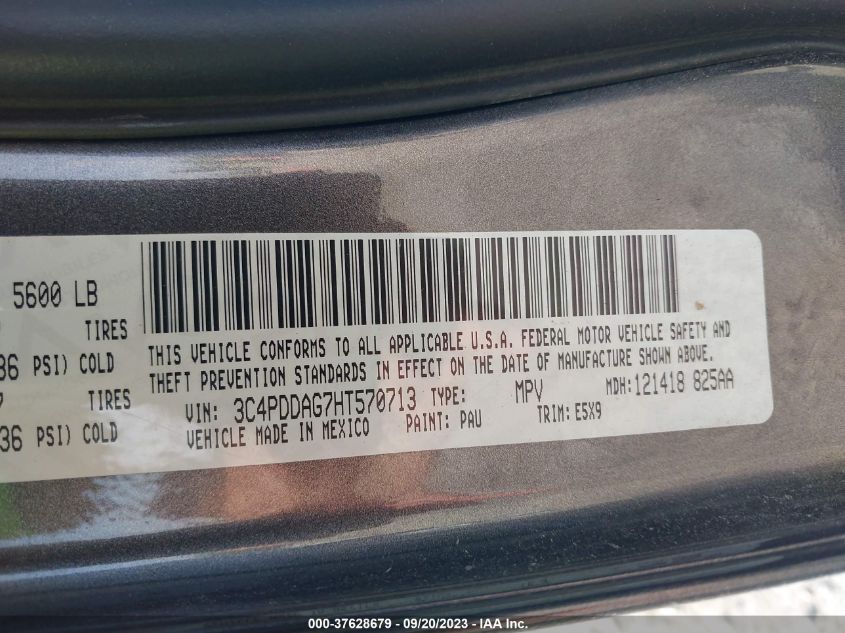 5600 LB
TIRES
36 PSI) COLD
TIRES
36 PSI) COLD
THIS VEHICLE CONFORMS TO ALL APPLICABLE U.S.A. FEDERAL MOTOR VEHICLE SAFETY AND
THEFT PREVENTION STANDARDS IN EFFECT ON THE DATE OF MANUFACTURE SHOWN ABOVE.
VIN: 3C4PDDAG7HT570713 TYPE: MPV MDH:121418 825AA
VEHICLE MADE IN MEXICO PAINT: PAU TRIM: E5X9
000-37628679 - 09/20/2023 - IAA Inc.